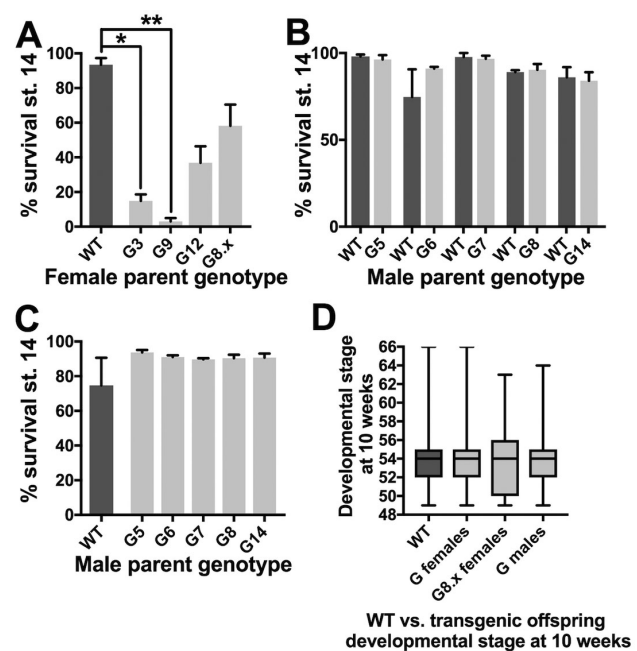 A
% survival st. 14
100
80
60
40
20
0
*
**
WT
G3
G9
G12
G8.x
Female parent genotype
B
% survival st. 14
100
50
0
WT
G5
WT
G6
WT
G7
WT
G8
WT
G14
Male parent genotype
C
% survival st. 14
100
80
60
40
20
0
WT
G5
G6
G7
G8
G14
Male parent genotype
D
Developmental stage
at 10 weeks
66
64
62
60
58
56
54
52
50
48
WT
G females
G8.x females
G males
WT vs. transgenic offspring
developmental stage at 10 weeks